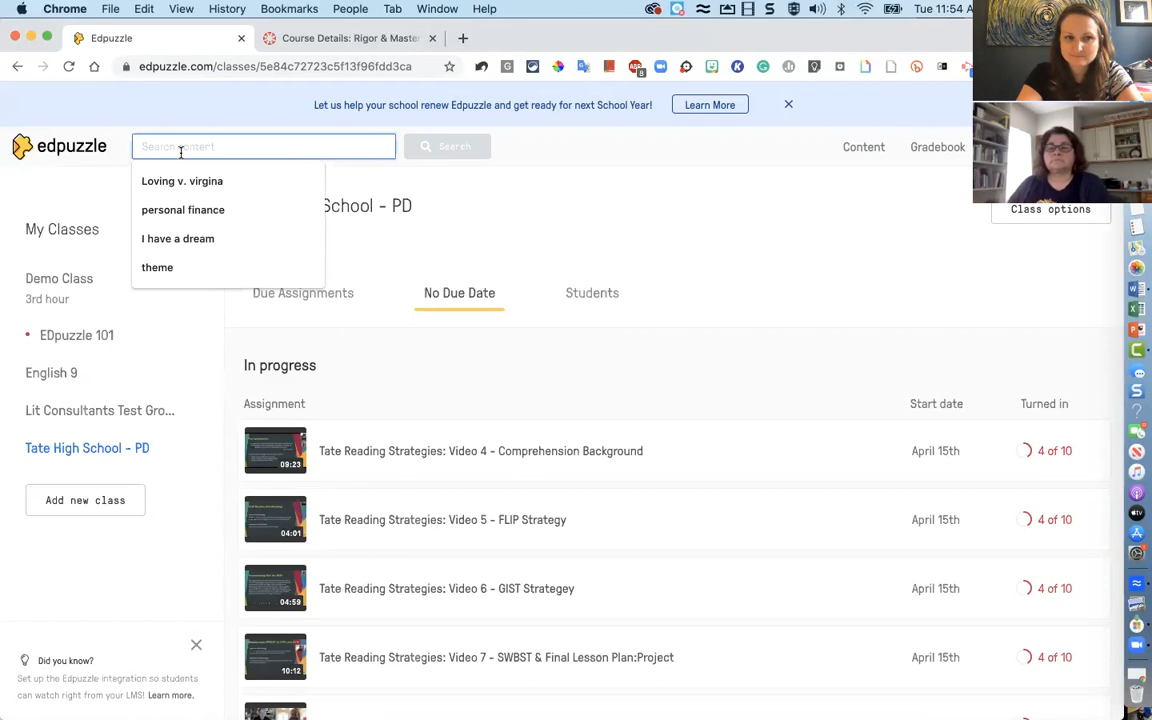 Chrome File Edit View History Bookmarks People Tab Window Help Tue 11:54 A
Edpuzzle Course Details: Rigor & Master
edpuzzle.com/classes/5e84c72723c5f13f96fdd3ca
8
Let us help your school renew Edpuzzle and get ready for next School Year! Learn More
edpuzzle Search content Search Content Gradebook
Loving v. virgina
personal finance
I have a dream
theme
School - PD Class options
My Classes
Demo Class
3rd hour
EDpuzzle 101
English 9
Lit Consultants Test Gro...
Tate High School - PD
Add new class
Due Assignments No Due Date Students
In progress
Assignment Start date Turned in
09:23 Tate Reading Strategies: Video 4 - Comprehension Background April 15th 4 of 10
04:01 Tate Reading Strategies: Video 5 - FLIP Strategy April 15th 4 of 10
04:59 Tate Reading Strategies: Video 6 - GIST Strategey April 15th 4 of 10
10:12 Tate Reading Strategies: Video 7 - SWBST & Final Lesson Plan:Project April 15th 4 of 10
Did you know?
Set up the Edpuzzle integration so students
can watch right from your LMS! Learn more.